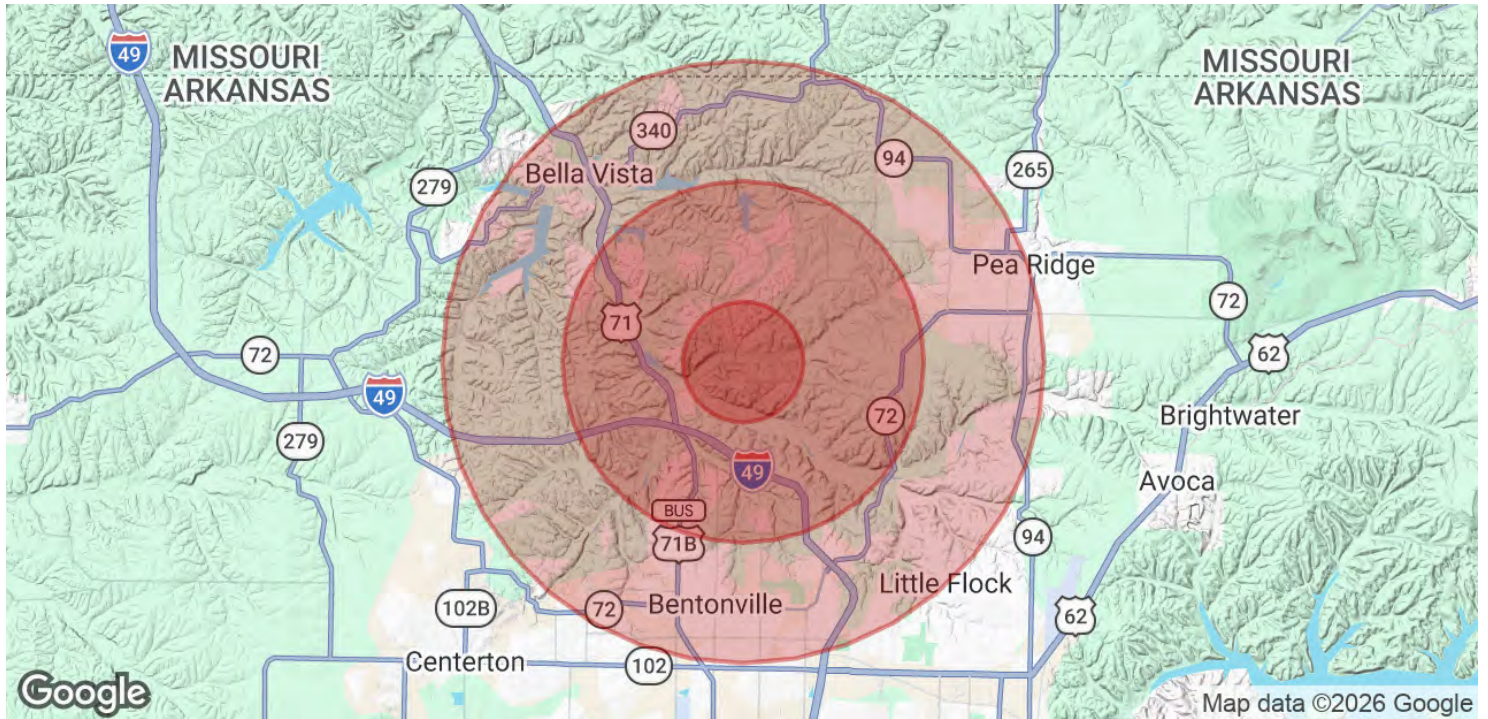 49
MISSOURI
ARKANSAS
MISSOURI
ARKANSAS
340
94
265
279
Bella Vista
Pea Ridge
72
71
62
72
49
72
Brightwater
279
49
Avoca
BUS
71B
94
Little Flock
102B
72
Bentonville
62
Centerton
102
Google
Map data ©2026 Google